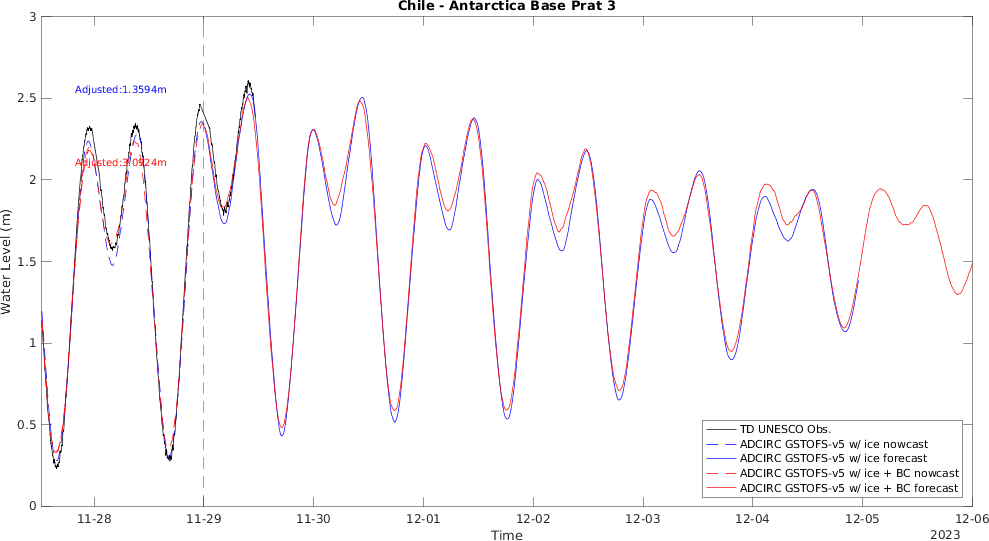 Chile - Antarctica Base Prat 3
3
2.5
2
1.5
1
0.5
0
Water Level (m)
Adjusted:1.3594m
Adjusted:3.0924m
TD UNESCO Obs.
ADCIRC GSTOFS-v5 w/ ice nowcast
ADCIRC GSTOFS-v5 w/ ice forecast
ADCIRC GSTOFS-v5 w/ ice + BC nowcast
ADCIRC GSTOFS-v5 w/ ice + BC forecast
11-28 11-29 11-30 12-01 12-02 12-03 12-04 12-05 12-06
Time
2023